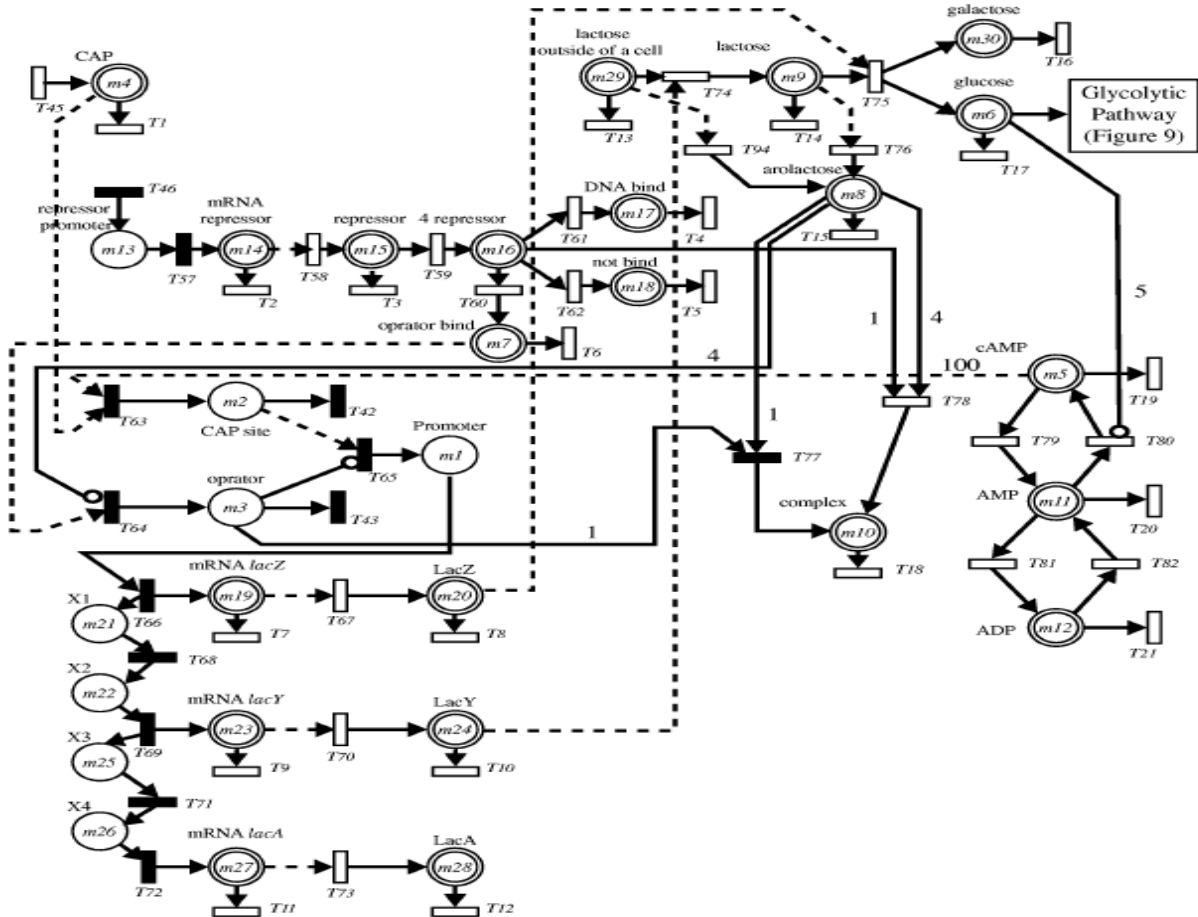 galactose
m30
T16
lactose
outside of a cell
m29
T13
T74
lactose
m9
T14
T75
glucose
m6
T17
Glycolytic
Pathway
(Figure 9)
CAP
m4
T45
T1
T94
T76
arolactose
m8
T15
T46
repressor
promoter
m13
T57
mRNA
repressor
m14
T2
T58
repressor
m15
T3
T59
4 repressor
m16
T60
T61
DNA bind
m17
T4
T62
not bind
m18
T5
oprator bind
m7
T6
5
1
4
4
100
cAMP
m5
T19
T63
m2
CAP site
T42
T78
1
T77
T79
T80
Promoter
m1
T65
oprator
m3
T64
T43
1
complex
m10
T18
AMP
m11
T20
T81
T82
ADP
m12
T21
X1
m21
T66
mRNA lacZ
m19
T7
T67
LacZ
m20
T8
T68
X2
m22
T69
mRNA lacY
m23
T9
T70
LacY
m24
T10
X3
m25
T71
X4
m26
T72
mRNA lacA
m27
T11
T73
LacA
m28
T12